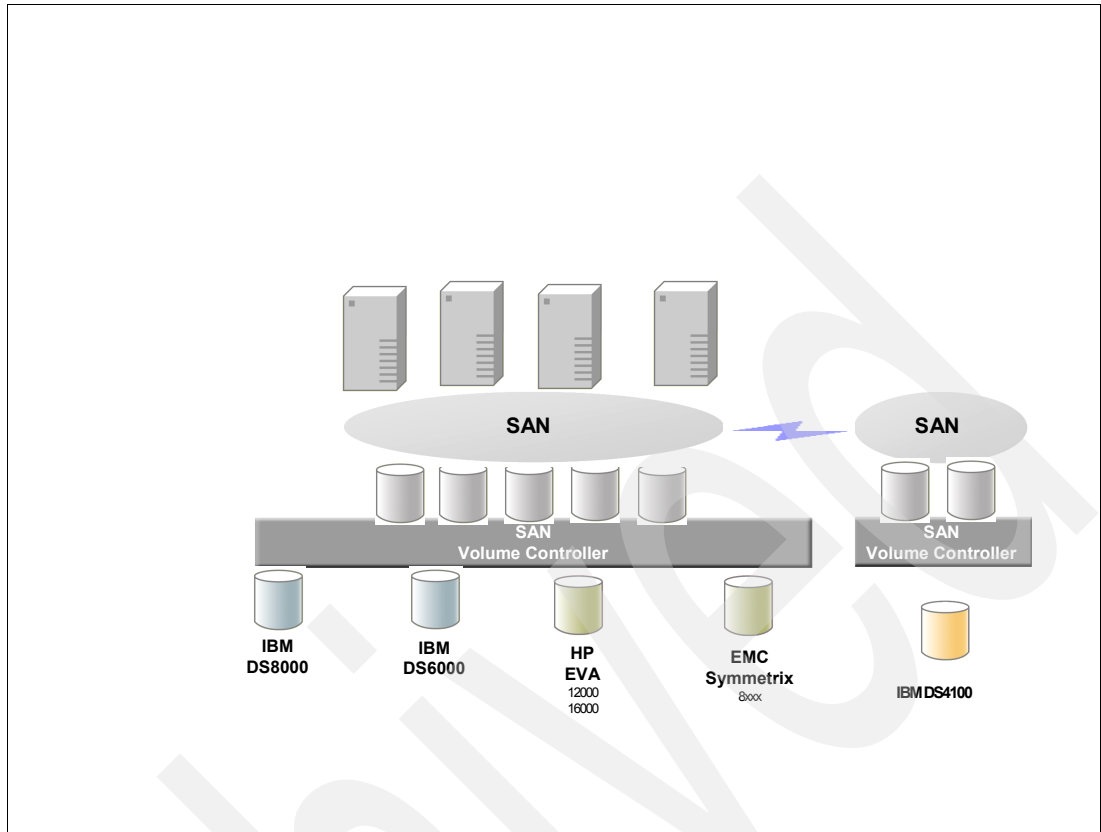 SAN
SAN
SAN
Volume Controller
SAN
Volume Controller
IBM
DS8000
IBM
DS6000
HP
EVA
12000
16000
EMC
Symmetrix
8xxx
IBM DS4100